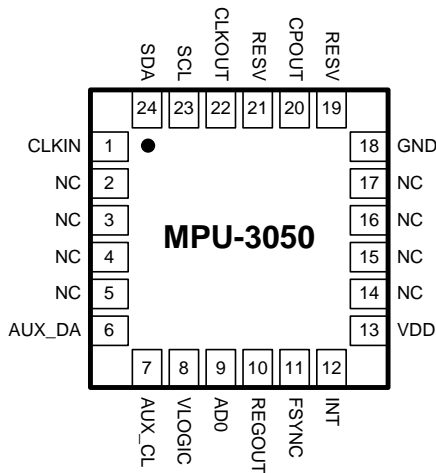 SDA SCL CLKOUT RESV CPOUT RESV
24 23 22 21 20 19
CLKIN 1 18 GND
NC 2 17 NC
NC 3 16 NC
MPU-3050
NC 4 15 NC
NC 5 14 NC
AUX_DA 6 13 VDD
7 8 9 10 11 12
AUX_CL VLOGIC AD0 REGOUT FSYNC INT